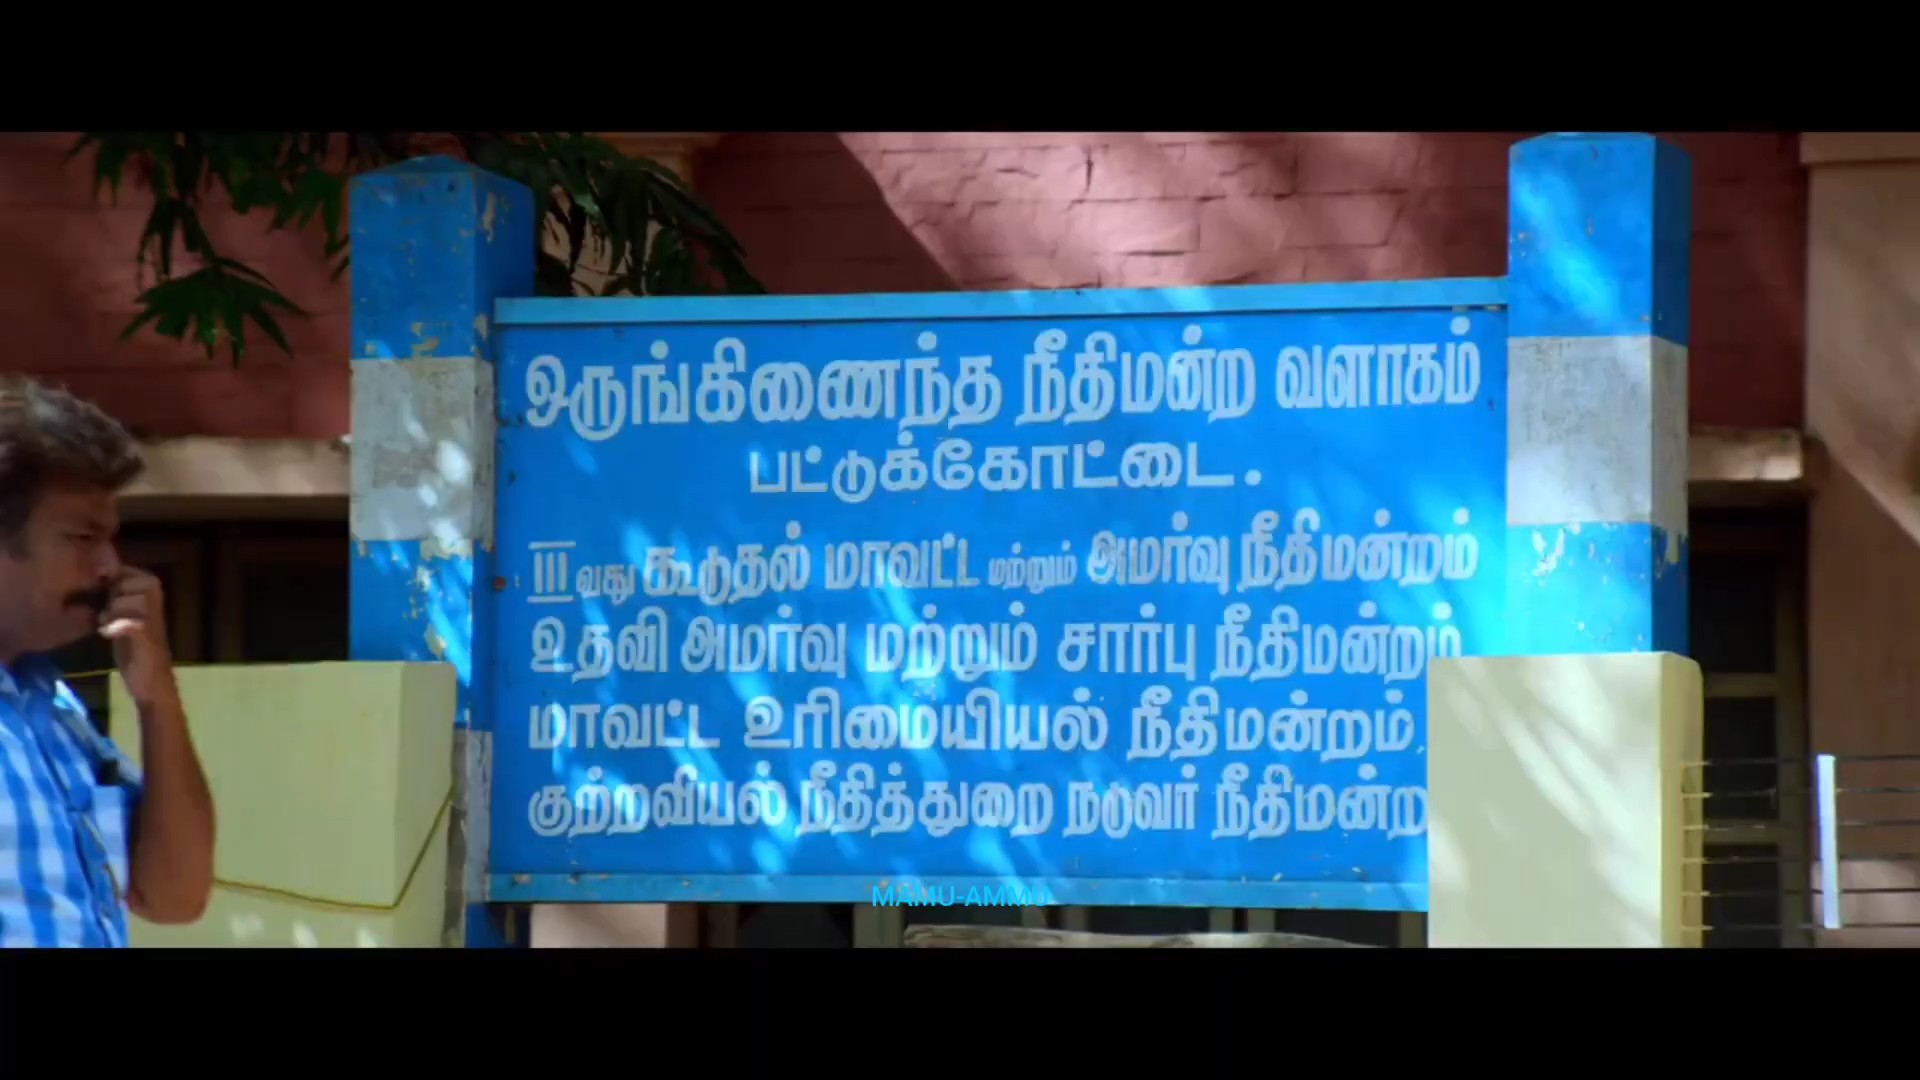 ஒருங்கிணைந்த நீதிமன்ற வளாகம்
பட்டுக்கோட்டை.
III வது கூடுதல் மாவட்ட மற்றும் அமர்வு நீதிமன்றம்
உதவி அமர்வு மற்றும் சார்பு நீதிமன்றம்
மாவட்ட உரிமையியல் நீதிமன்றம்,
குற்றவியல் நீதித்துறை நடுவர் நீதிமன்ற
MAMU-AMMU